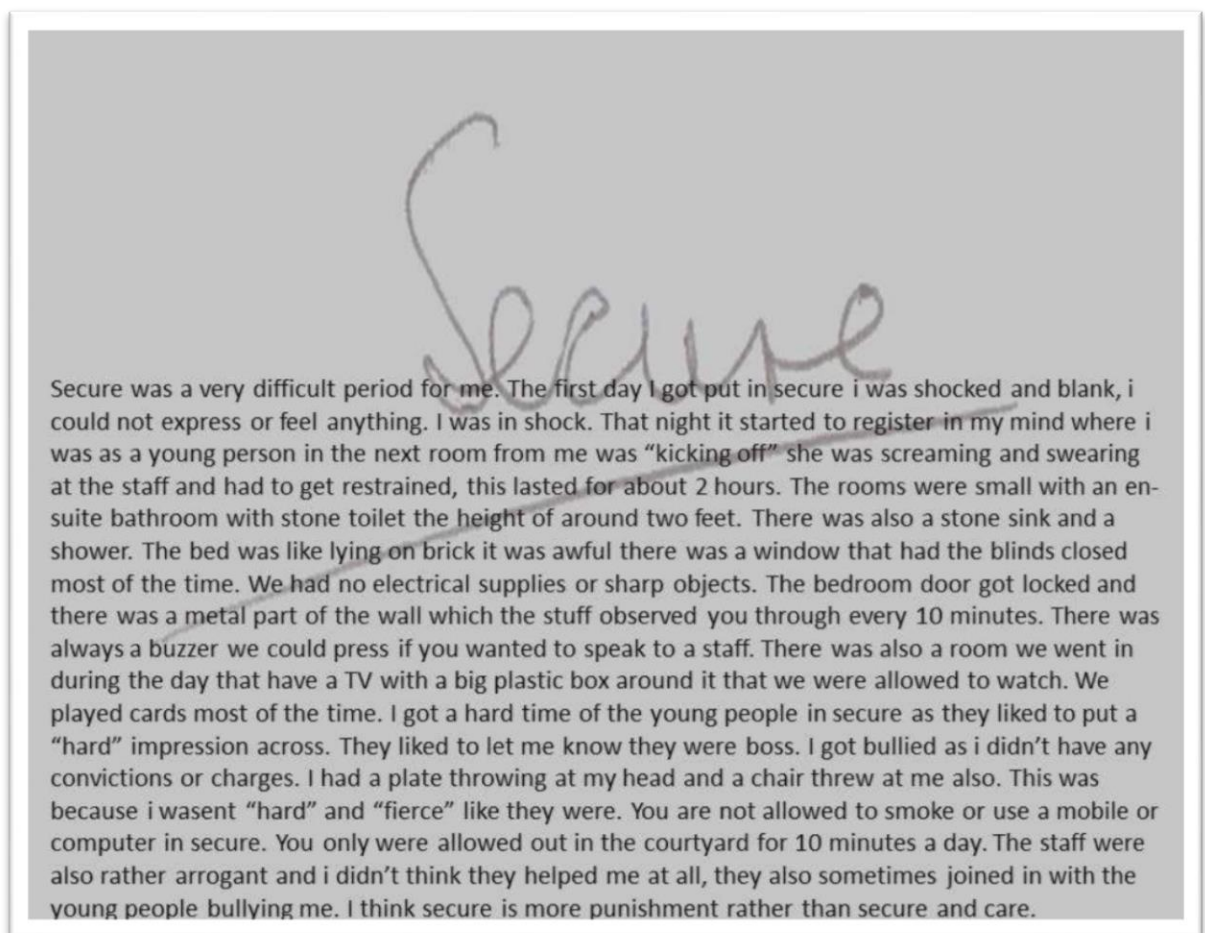 Secure
Secure was a very difficult period for me. The first day I got put in secure i was shocked and blank, i
could not express or feel anything. I was in shock. That night it started to register in my mind where i
was as a young person in the next room from me was “kicking off” she was screaming and swearing
at the staff and had to get restrained, this lasted for about 2 hours. The rooms were small with an en-
suite bathroom with stone toilet the height of around two feet. There was also a stone sink and a
shower. The bed was like lying on brick it was awful there was a window that had the blinds closed
most of the time. We had no electrical supplies or sharp objects. The bedroom door got locked and
there was a metal part of the wall which the stuff observed you through every 10 minutes. There was
always a buzzer we could press if you wanted to speak to a staff. There was also a room we went in
during the day that have a TV with a big plastic box around it that we were allowed to watch. We
played cards most of the time. I got a hard time of the young people in secure as they liked to put a
“hard” impression across. They liked to let me know they were boss. I got bullied as i didn’t have any
convictions or charges. I had a plate throwing at my head and a chair threw at me also. This was
because i wasent “hard” and “fierce” like they were. You are not allowed to smoke or use a mobile or
computer in secure. You only were allowed out in the courtyard for 10 minutes a day. The staff were
also rather arrogant and i didn’t think they helped me at all, they also sometimes joined in with the
young people bullying me. I think secure is more punishment rather than secure and care.